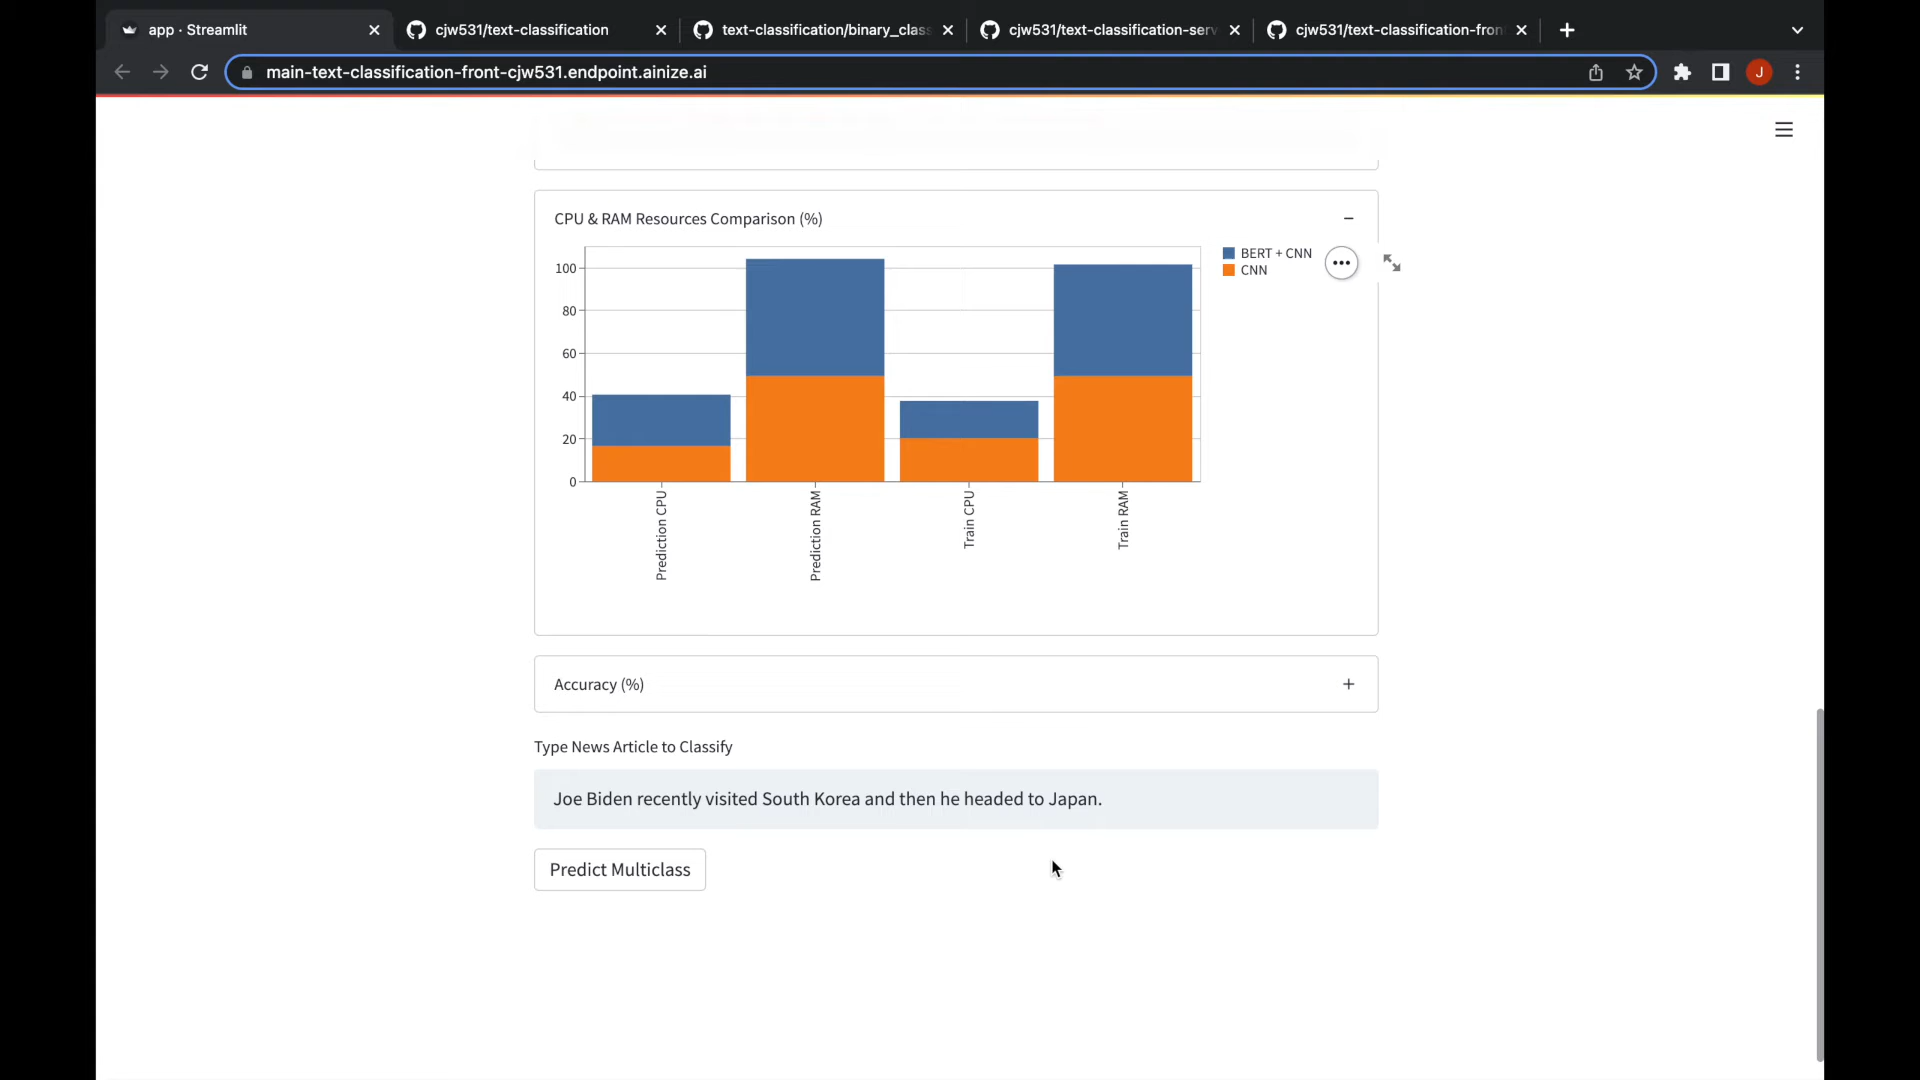 app · Streamlit
cjw531/text-classification
text-classification/binary_class
cjw531/text-classification-serv
cjw531/text-classification-fron
main-text-classification-front-cjw531.endpoint.ainize.ai
J
CPU & RAM Resources Comparison (%)
BERT + CNN
CNN
100
80
60
40
20
0
Prediction CPU
Prediction RAM
Train CPU
Train RAM
Accuracy (%)
Type News Article to Classify
Joe Biden recently visited South Korea and then he headed to Japan.
Predict Multiclass